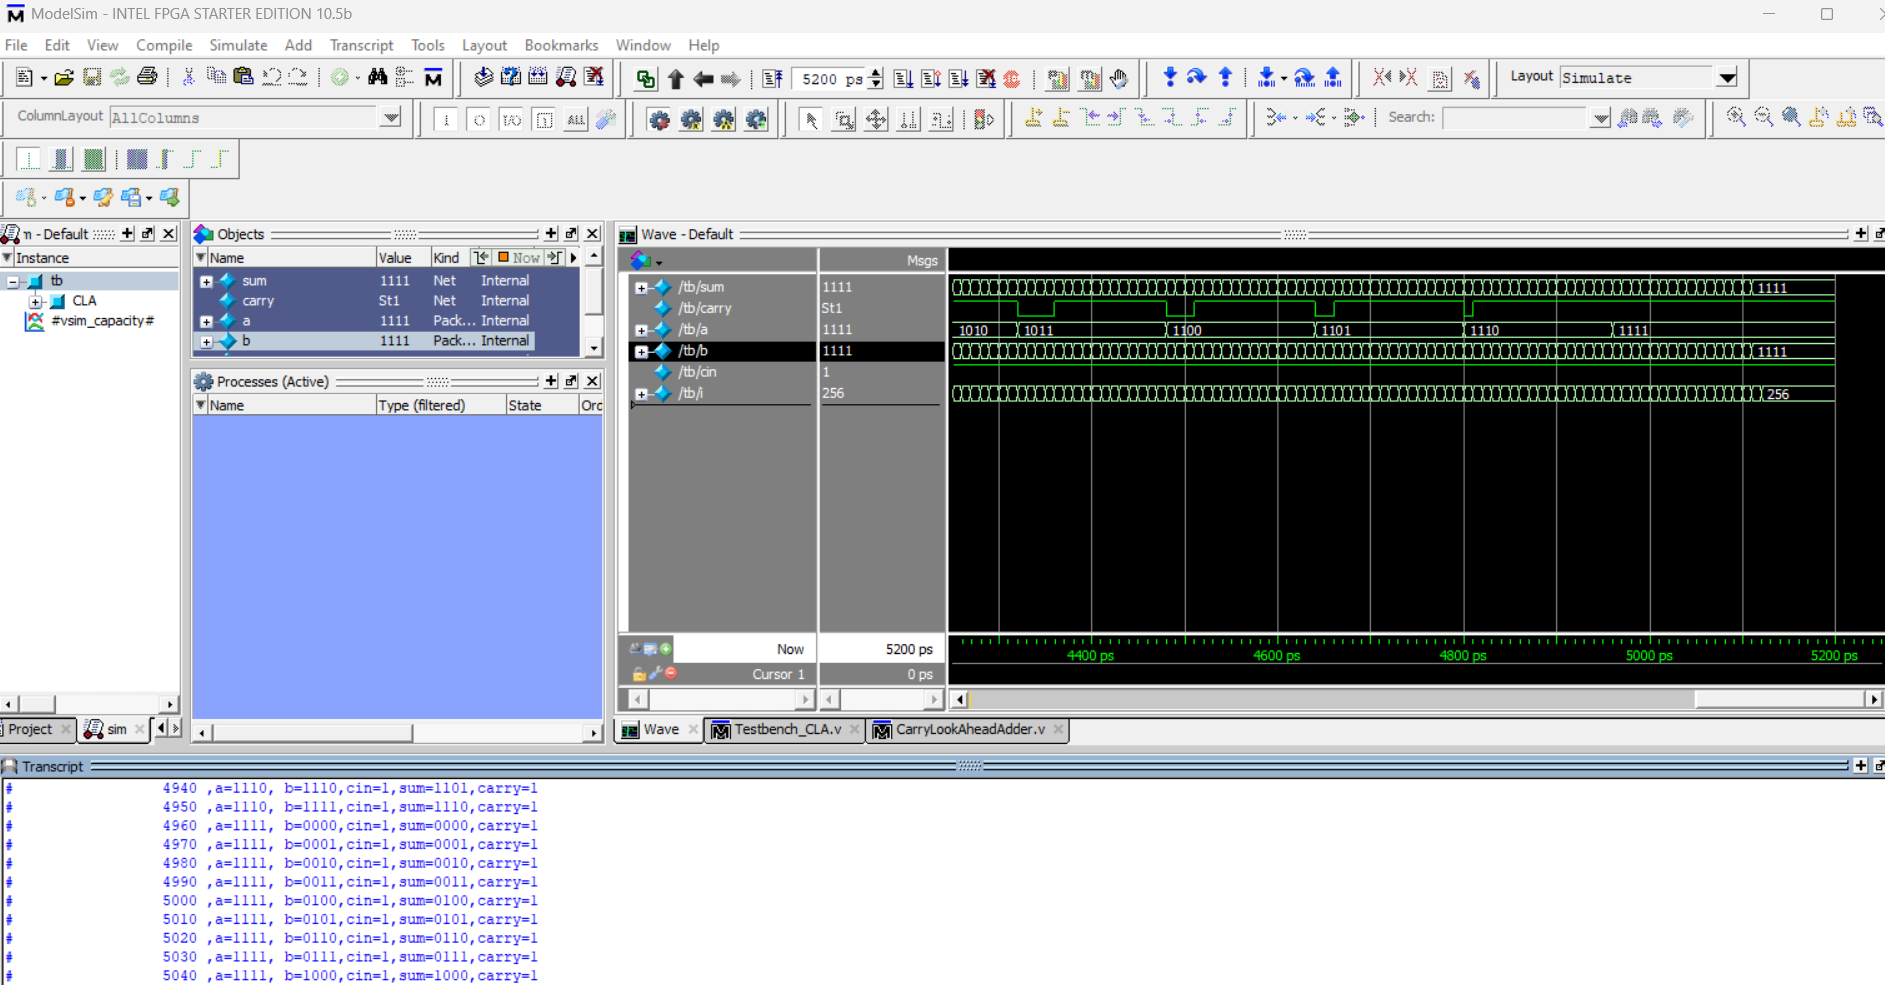 ModelSim - INTEL FPGA STARTER EDITION 10.5b
File Edit View Compile Simulate Add Transcript Tools Layout Bookmarks Window Help
5200 ps
Layout Simulate
ColumnLayout AllColumns
I/O
ALL
Search:
- Default
Instance
tb
CLA
#vsim_capacity#
Project
sim
Objects
Name Value Kind Now
sum 1111 Net Internal
carry St1 Net Internal
a 1111 Pack... Internal
b 1111 Pack... Internal
Processes (Active)
Name Type (filtered) State Orc
Wave - Default
Msgs
/tb/sum 1111 1111
/tb/carry St1
/tb/a 1111 1010 1011 1100 1101 1110 1111
/tb/b 1111 1111
/tb/cin 1
/tb/i 256 256
Now 5200 ps
4400 ps 4600 ps 4800 ps 5000 ps 5200 ps
Cursor 1 0 ps
Wave Testbench_CLA.v CarryLookAheadAdder.v
Transcript
# 4940 ,a=1110, b=1110,cin=1,sum=1101,carry=1
# 4950 ,a=1110, b=1111,cin=1,sum=1110,carry=1
# 4960 ,a=1111, b=0000,cin=1,sum=0000,carry=1
# 4970 ,a=1111, b=0001,cin=1,sum=0001,carry=1
# 4980 ,a=1111, b=0010,cin=1,sum=0010,carry=1
# 4990 ,a=1111, b=0011,cin=1,sum=0011,carry=1
# 5000 ,a=1111, b=0100,cin=1,sum=0100,carry=1
# 5010 ,a=1111, b=0101,cin=1,sum=0101,carry=1
# 5020 ,a=1111, b=0110,cin=1,sum=0110,carry=1
# 5030 ,a=1111, b=0111,cin=1,sum=0111,carry=1
# 5040 ,a=1111, b=1000,cin=1,sum=1000,carry=1